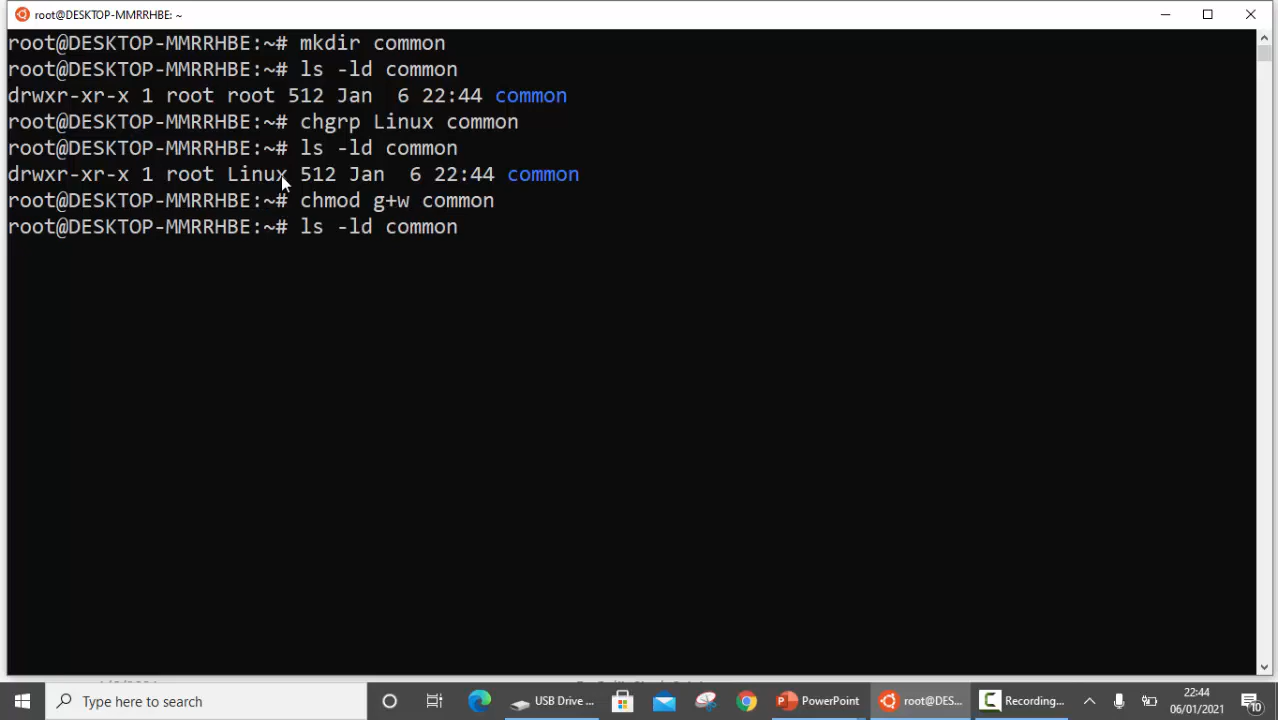 root@DESKTOP-MMRRHBE: ~
root@DESKTOP-MMRRHBE:~# mkdir common
root@DESKTOP-MMRRHBE:~# ls -ld common
drwxr-xr-x 1 root root 512 Jan  6 22:44 common
root@DESKTOP-MMRRHBE:~# chgrp Linux common
root@DESKTOP-MMRRHBE:~# ls -ld common
drwxr-xr-x 1 root Linux 512 Jan  6 22:44 common
root@DESKTOP-MMRRHBE:~# chmod g+w common
root@DESKTOP-MMRRHBE:~# ls -ld common
Type here to search
USB Drive ...
PowerPoint
root@DES...
Recording...
22:44
06/01/2021
10